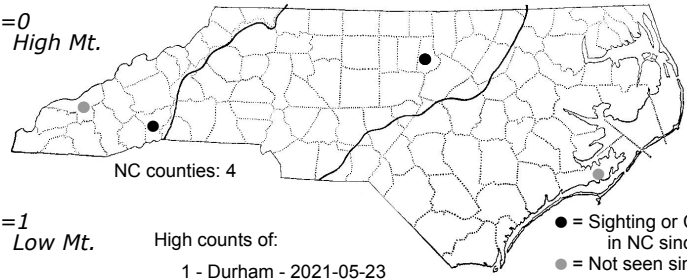 =0
High Mt.
NC counties: 4
=1
Low Mt.
High counts of:
1 - Durham - 2021-05-23
● = Sighting or
in NC sinc
● = Not seen sin